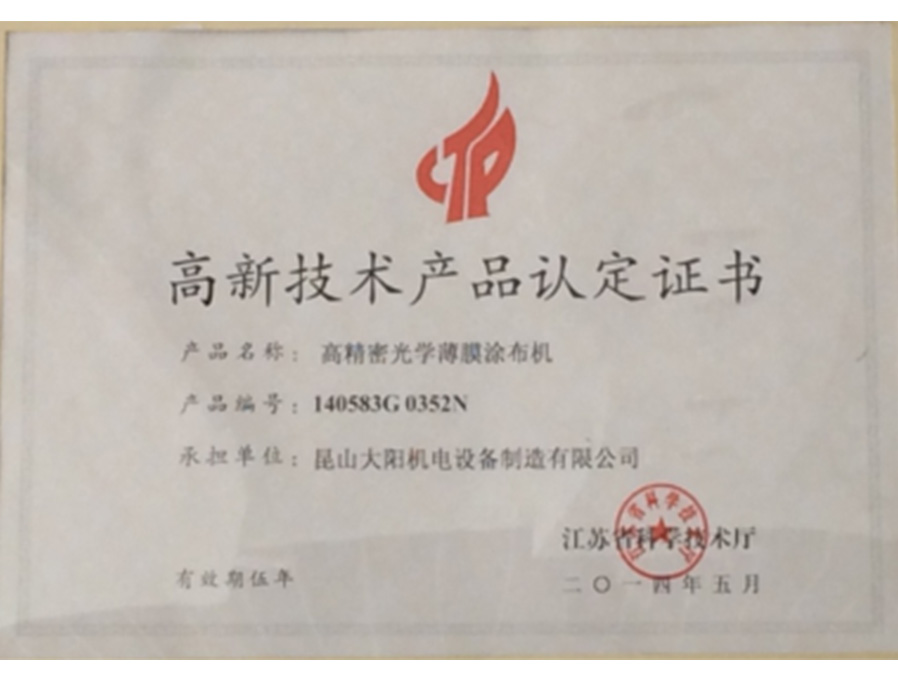 CTP
高新技术产品认定证书
产品名称：高精密光学薄膜涂布机
产品编号：140583G 0352N
承担单位：昆山大阳机电设备制造有限公司
江苏省科学技术厅
有效期伍年
二〇一四年五月